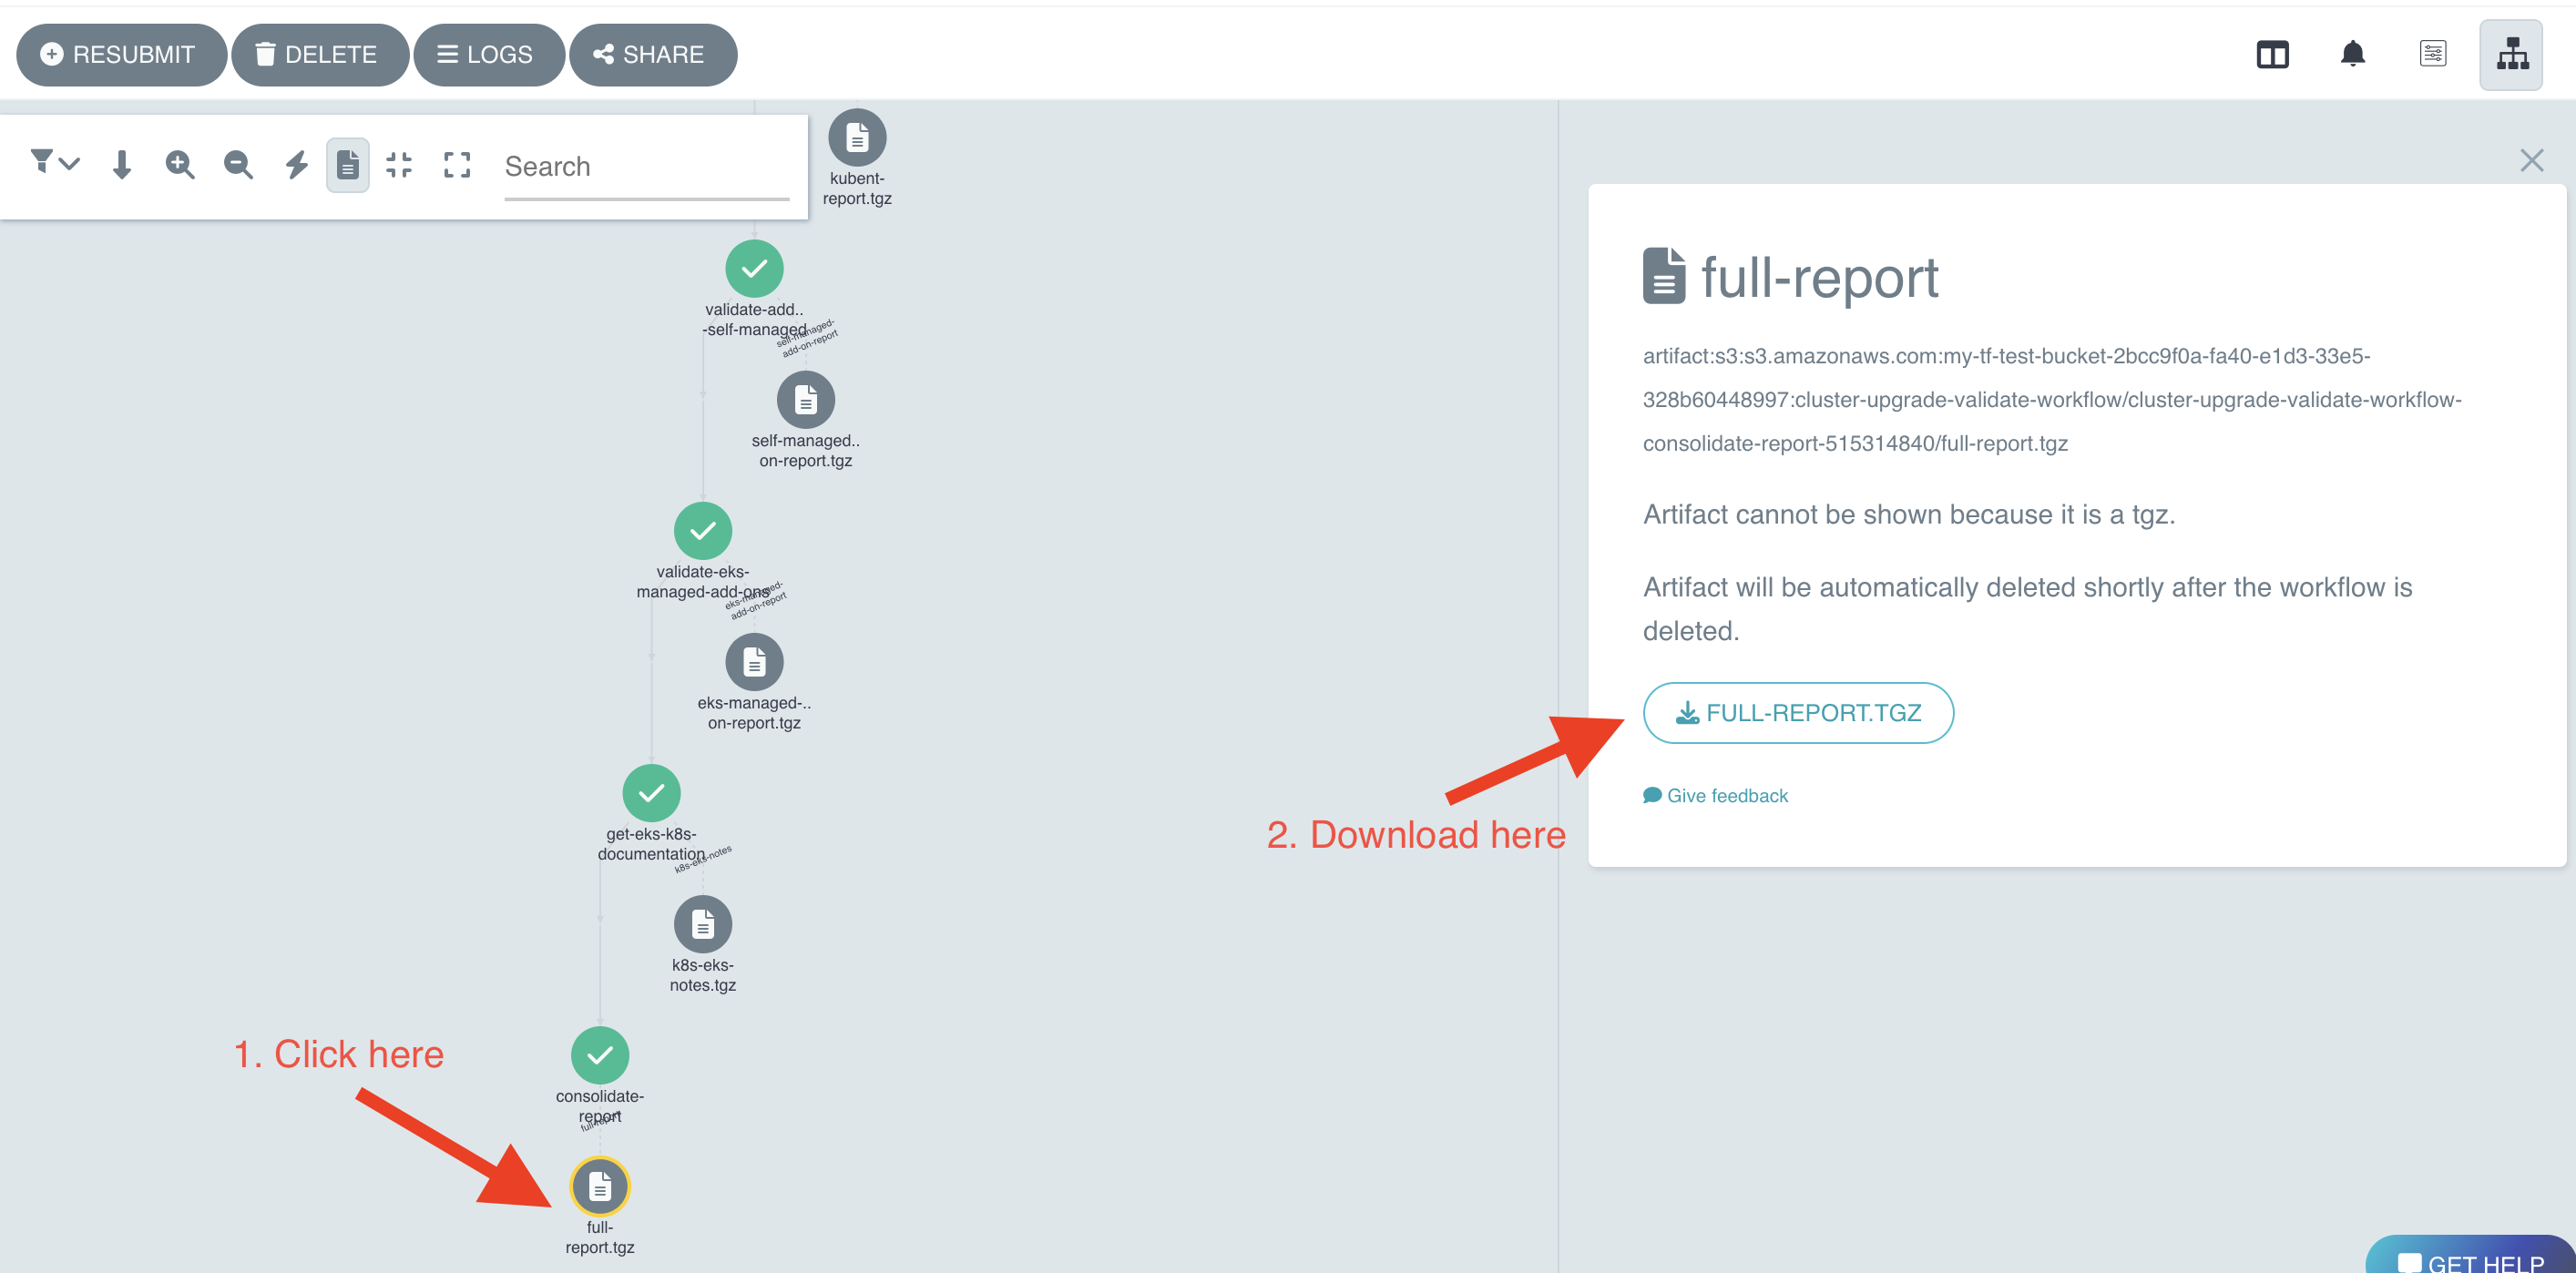 RESUBMIT DELETE LOGS SHARE
Search
kubent-
report.tgz
validate-add..
-self-managed
self-managed-
add-on-report
self-managed..
on-report.tgz
validate-eks-
managed-add-ons
eks-managed-
add-on-report
eks-managed-..
on-report.tgz
get-eks-k8s-
documentation
k8s-eks-notes
k8s-eks-
notes.tgz
1. Click here
consolidate-
report
full-report
full-
report.tgz
full-report
artifact:s3:s3.amazonaws.com:my-tf-test-bucket-2bcc9f0a-fa40-e1d3-33e5-
328b60448997:cluster-upgrade-validate-workflow/cluster-upgrade-validate-workflow-
consolidate-report-515314840/full-report.tgz
Artifact cannot be shown because it is a tgz.
Artifact will be automatically deleted shortly after the workflow is
deleted.
FULL-REPORT.TGZ
2. Download here
Give feedback
GET HELP